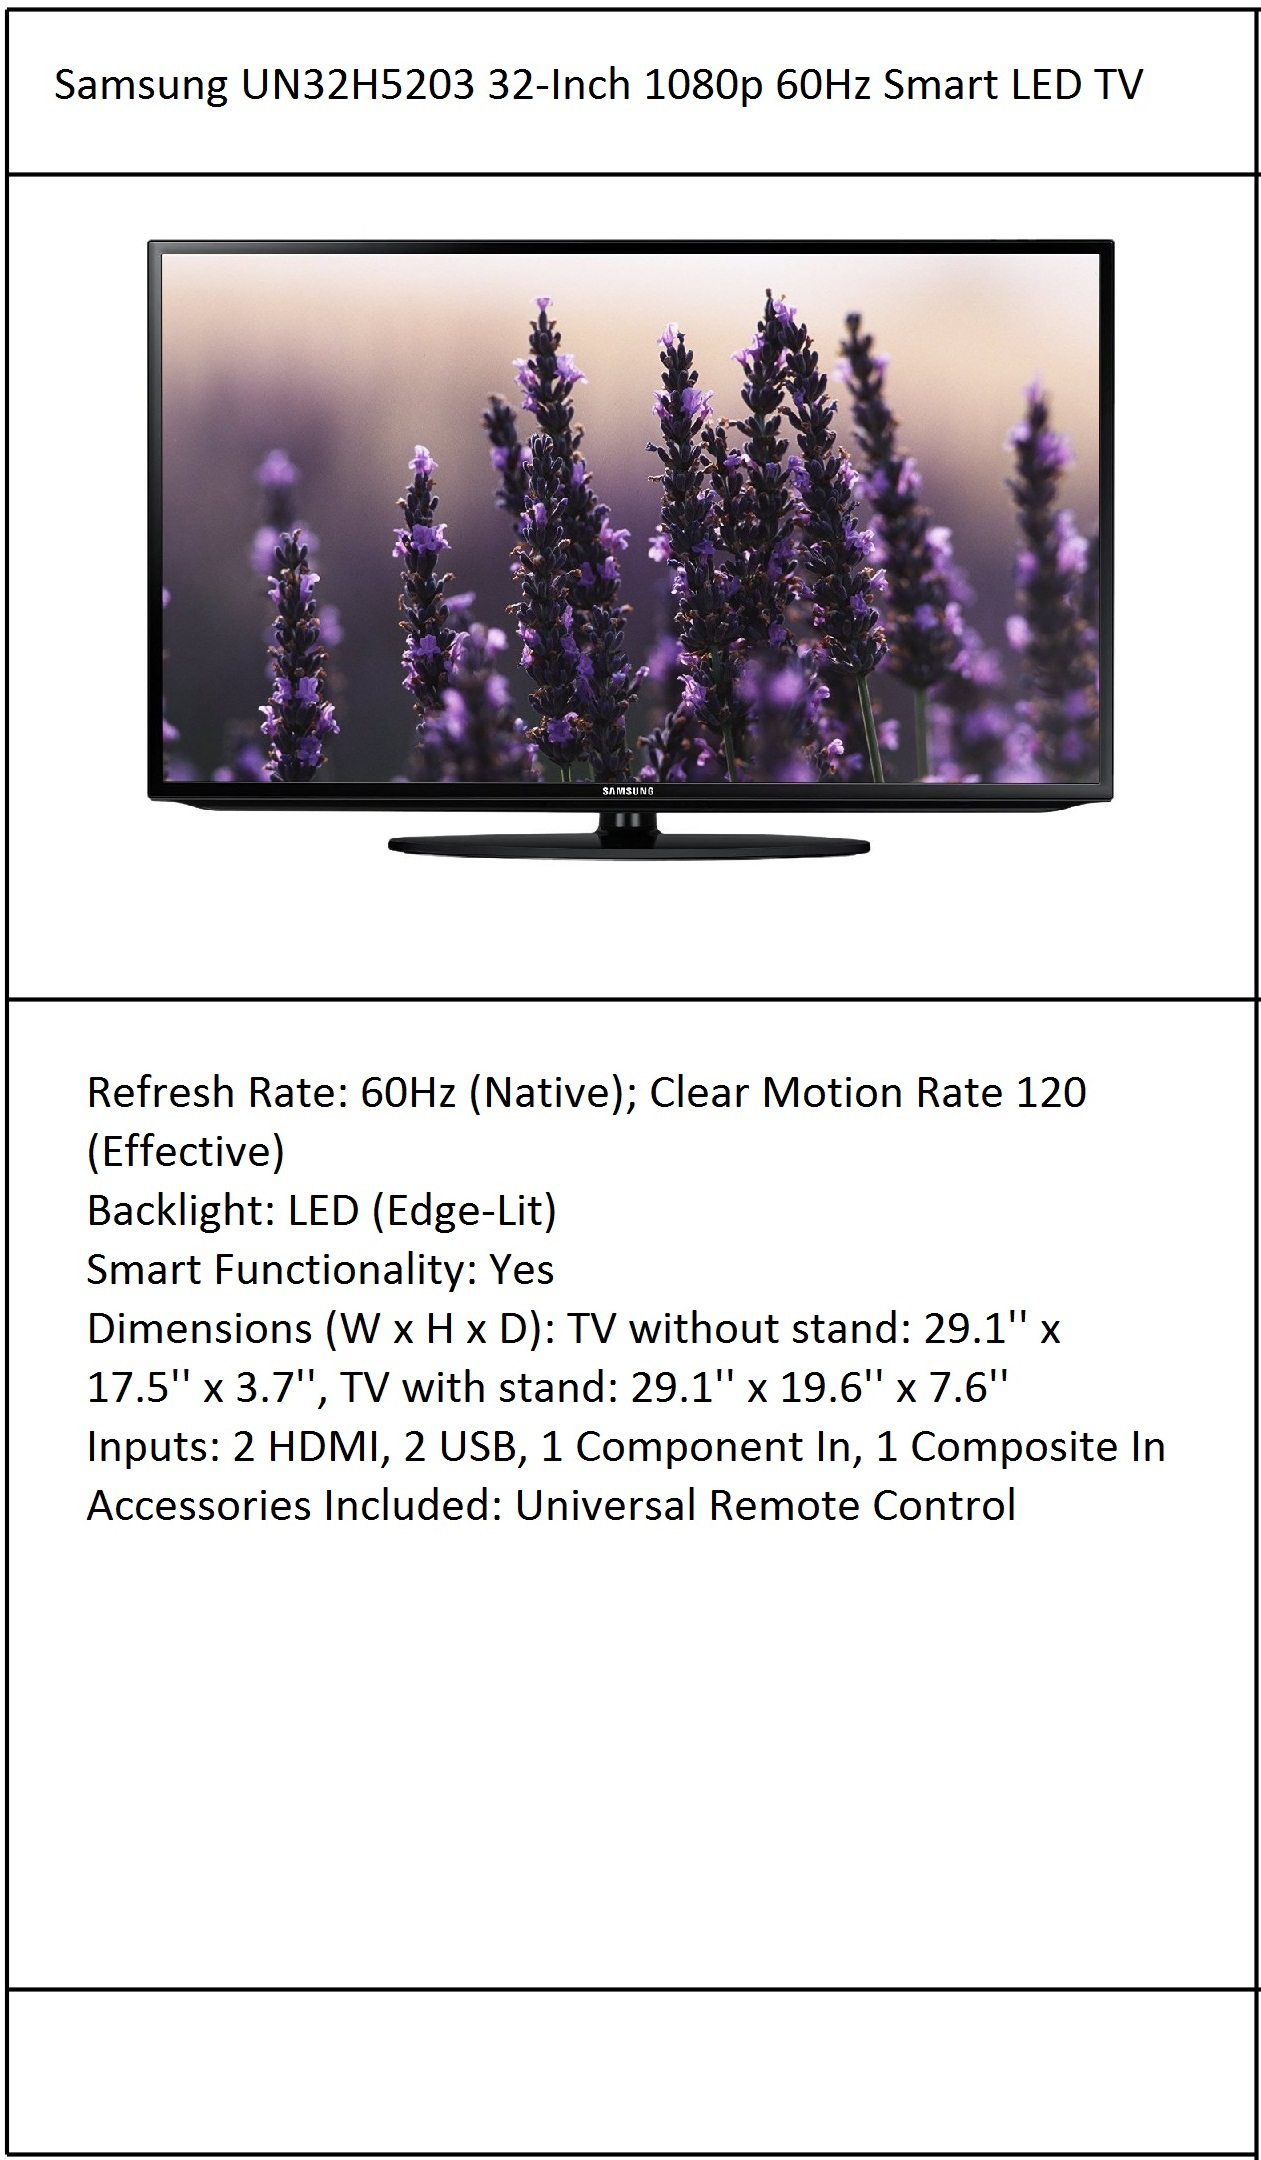 Samsung UN32H5203 32-Inch 1080p 60Hz Smart LED TV
SAMSUNG
Refresh Rate: 60Hz (Native); Clear Motion Rate 120
(Effective)
Backlight: LED (Edge-Lit)
Smart Functionality: Yes
Dimensions (W x H x D): TV without stand: 29.1'' x
17.5'' x 3.7'', TV with stand: 29.1'' x 19.6'' x 7.6''
Inputs: 2 HDMI, 2 USB, 1 Component In, 1 Composite In
Accessories Included: Universal Remote Control